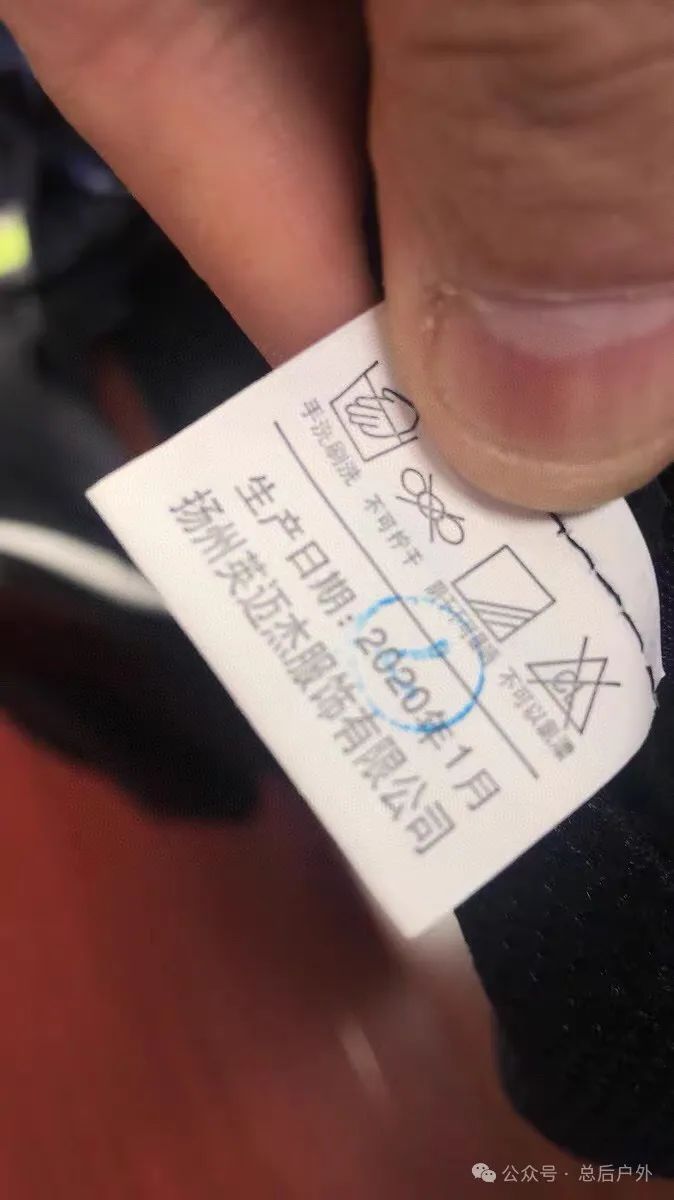 手洗刷洗
不可拧干
不可以氯漂
生产日期:2020年1月
扬州英迈杰服饰有限公司
公众号·总后户外